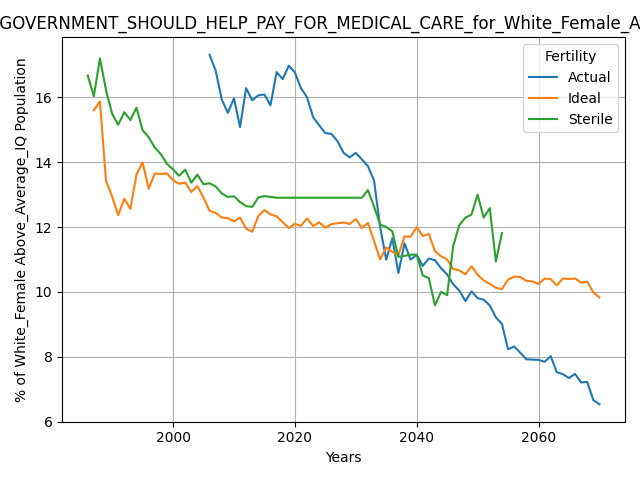 GOVERNMENT_SHOULD_HELP_PAY_FOR_MEDICAL_CARE_for_White_Female_A
Fertility
Actual
Ideal
Sterile
% of White_Female Above_Average_IQ Population
16
14
12
10
8
6
2000 2020 2040 2060
Years